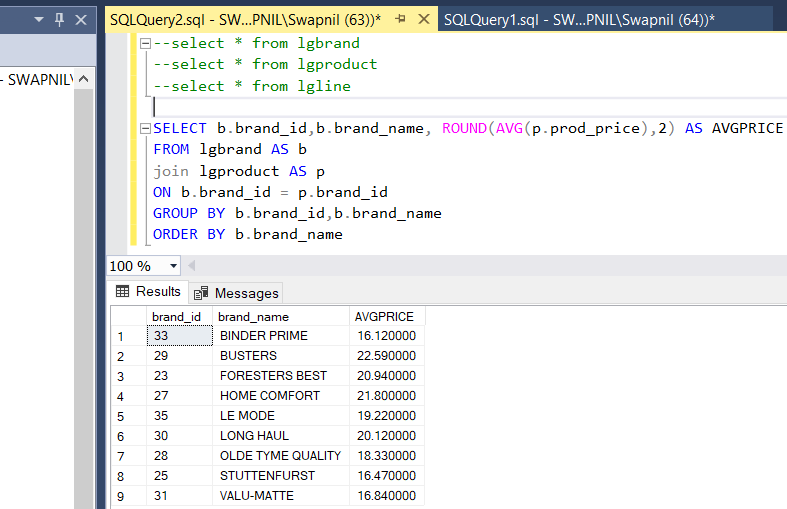 SQLQuery2.sql - SW...PNIL\Swapnil (63))* SQLQuery1.sql - SW...PNIL\Swapnil (64))*
- SWAPNIL\
--select * from lgbrand
--select * from lgproduct
--select * from lgline
SELECT b.brand_id,b.brand_name, ROUND(AVG(p.prod_price),2) AS AVGPRICE
FROM lgbrand AS b
join lgproduct AS p
ON b.brand_id = p.brand_id
GROUP BY b.brand_id,b.brand_name
ORDER BY b.brand_name
100 %
Results Messages
brand_id brand_name AVGPRICE
1 33 BINDER PRIME 16.120000
2 29 BUSTERS 22.590000
3 23 FORESTERS BEST 20.940000
4 27 HOME COMFORT 21.800000
5 35 LE MODE 19.220000
6 30 LONG HAUL 20.120000
7 28 OLDE TYME QUALITY 18.330000
8 25 STUTTENFURST 16.470000
9 31 VALU-MATTE 16.840000